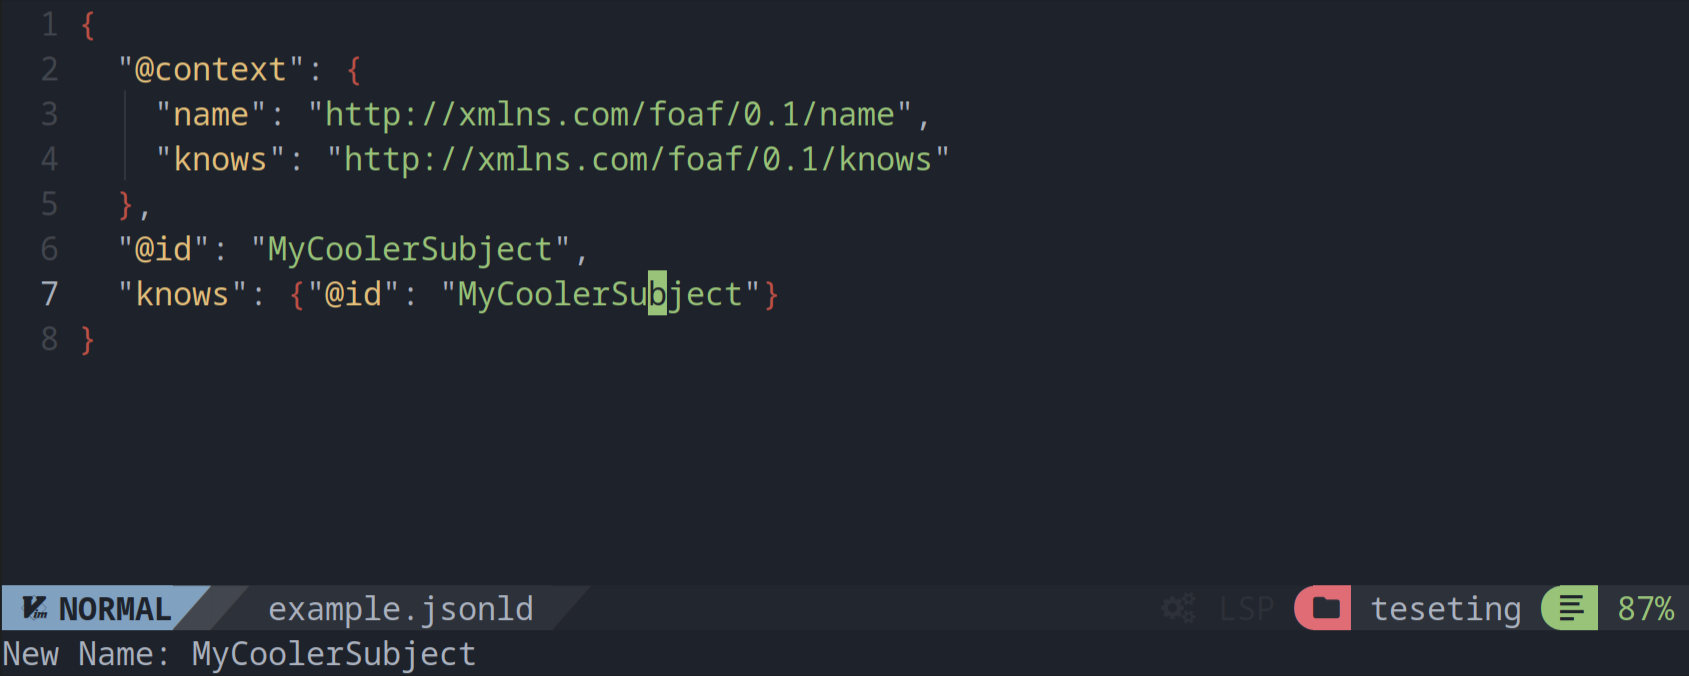 1 {
2   "@context": {
3     "name": "http://xmlns.com/foaf/0.1/name",
4     "knows": "http://xmlns.com/foaf/0.1/knows"
5   },
6   "@id": "MyCoolerSubject",
7   "knows": {"@id": "MyCoolerSubject"}
8 }
NORMAL example.jsonld LSP teseting 87%
New Name: MyCoolerSubject